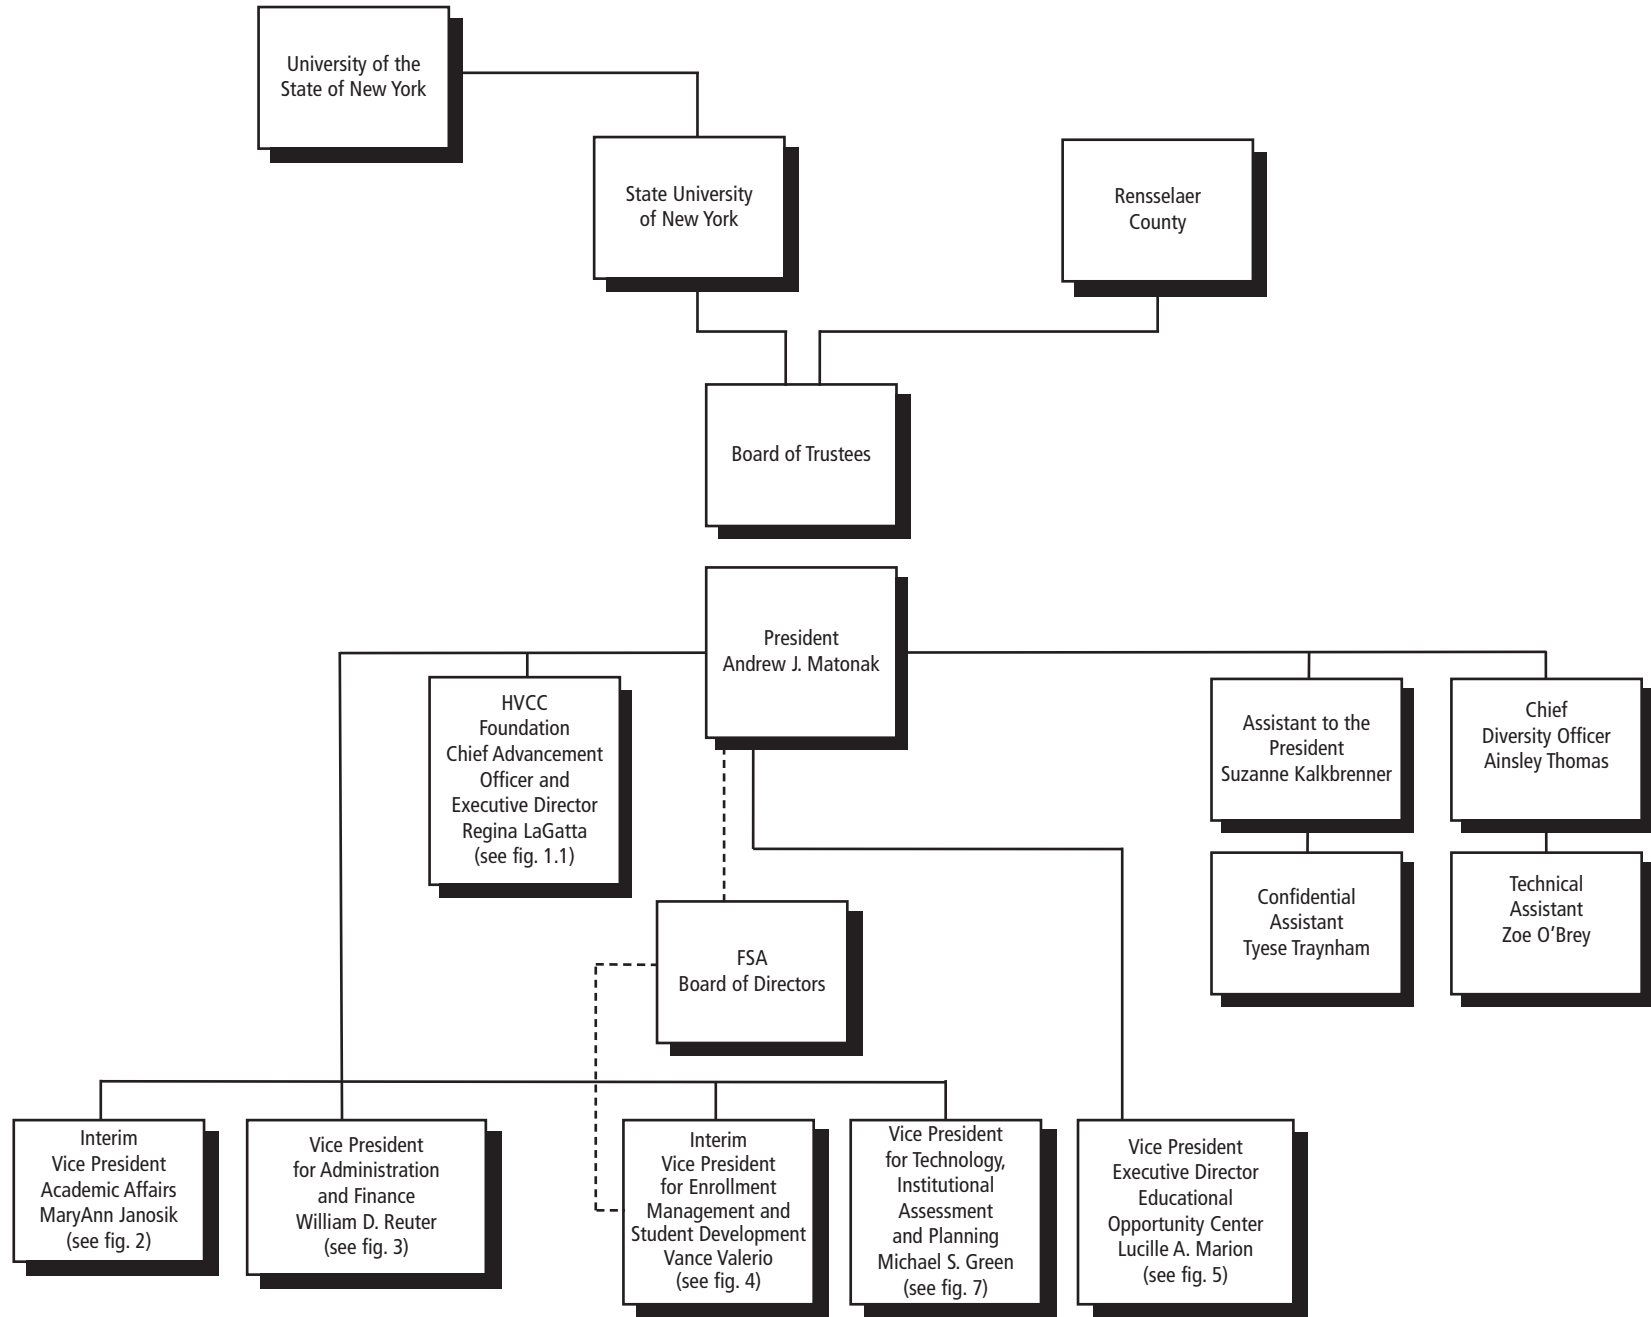 University of the
State of New York
State University
of New York
Rensselaer
County
Board of Trustees
President
Andrew J. Matonak
HVCC
Foundation
Chief Advancement
Officer and
Executive Director
Regina LaGatta
(see fig. 1.1)
Assistant to the
President
Suzanne Kalkbrenner
Chief
Diversity Officer
Ainsley Thomas
Confidential
Assistant
Tyese Traynham
Technical
Assistant
Zoe O’Brey
FSA
Board of Directors
Interim
Vice President
Academic Affairs
MaryAnn Janosik
(see fig. 2)
Vice President
for Administration
and Finance
William D. Reuter
(see fig. 3)
Interim
Vice President
for Enrollment
Management and
Student Development
Vance Valerio
(see fig. 4)
Vice President
for Technology,
Institutional
Assessment
and Planning
Michael S. Green
(see fig. 7)
Vice President
Executive Director
Educational
Opportunity Center
Lucille A. Marion
(see fig. 5)